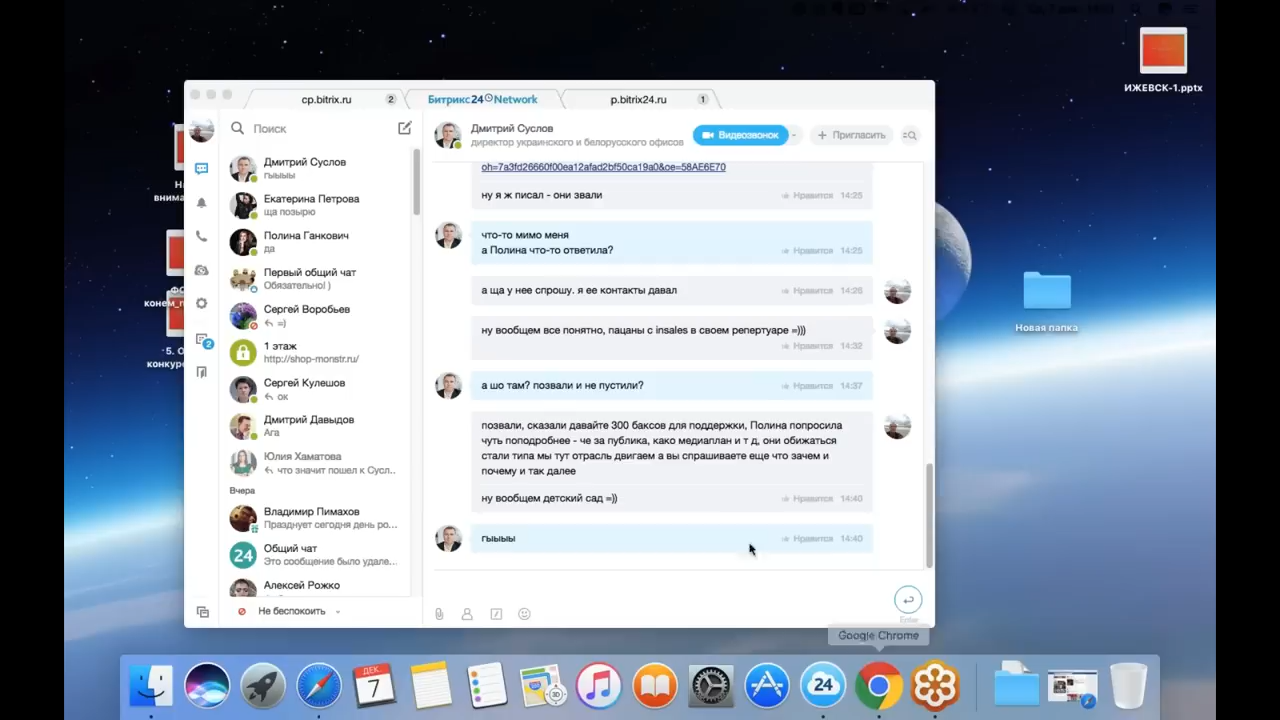 ИЖЕВСК-1.pptx
cp.bitrix.ru
2
Битрикс24 Network
p.bitrix24.ru
1
Поиск
Дмитрий Суслов
директор украинского и белорусского офисов
Видеозвонок
Пригласить
Дмитрий Суслов
гыыыы
Екатерина Петрова
ща позырю
Полина Ганкович
да
Первый общий чат
Обязательно! )
Сергей Воробьев
=)
1 этаж
http://shop-monstr.ru/
Сергей Кулешов
ок
Дмитрий Давыдов
Ага
Юлия Хаматова
что значит пошел к Сусл..
Вчера
Владимир Пимахов
Празднует сегодня день ро...
24
Общий чат
Это сообщение было удале...
Алексей Рожко
Не беспокоить
2
oh=7a3fd26660f00ea12afad2bf50ca19a0&oe=58AE6E70
ну я ж писал - они звали
Нравится 14:25
что-то мимо меня
а Полина что-то ответила?
Нравится 14:25
а ща у нее спрошу. я ее контакты давал
Нравится 14:26
ну вообщем все понятно, пацаны с insales в своем репертуаре =)))
Нравится 14:32
а шо там? позвали и не пустили?
Нравится 14:37
позвали, сказали давайте 300 баксов для поддержки, Полина попросила
чуть поподробнее - че за публика, како медиаплан и т д, они обижаться
стали типа мы тут отрасль двигаем а вы спрашиваете еще что зачем и
почему и так далее
ну вообщем детский сад =))
Нравится 14:40
гыыыы
Нравится 14:40
Enter
Новая папка
Google Chrome
ДЕК.
7
3D
24